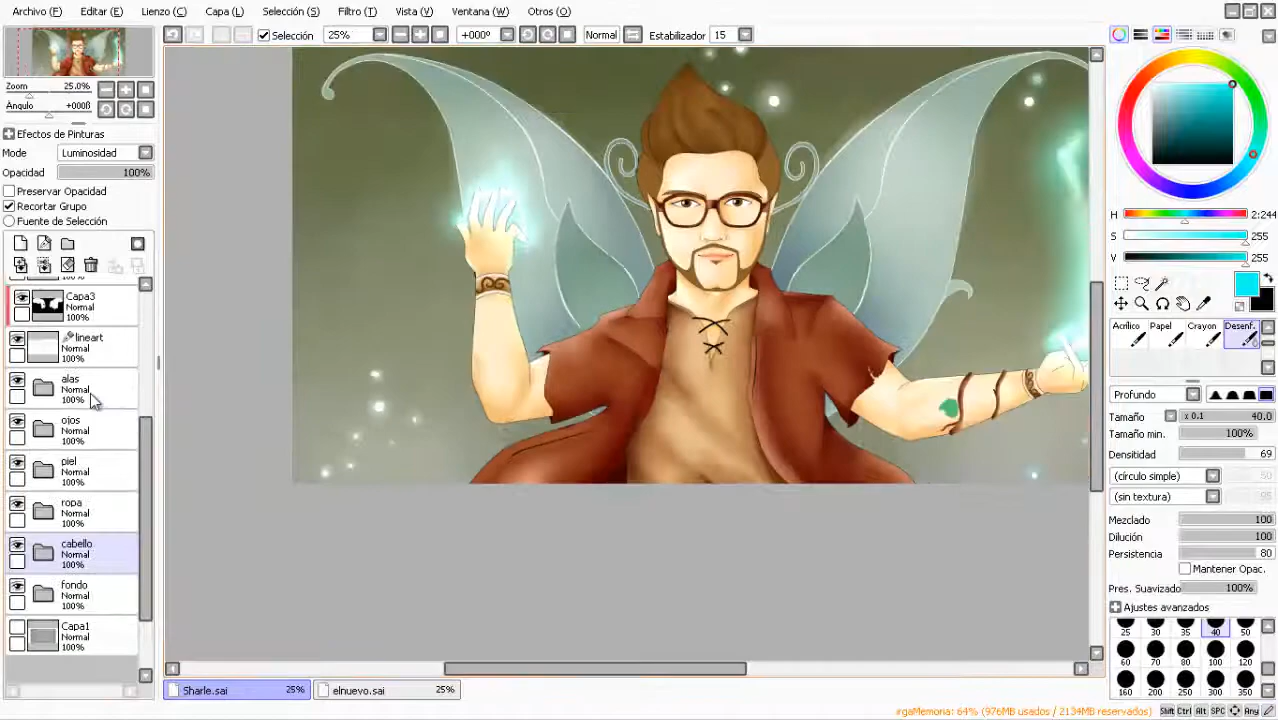 Archivo (F) Editar (E) Lienzo (C) Capa (L) Selección (S) Filtro (T) Vista (V) Ventana (W) Otros (O)
Selección 25% Normal Estabilizador 15
Zoom 25.0%
Ángulo +000ß
Efectos de Pinturas
Mode Luminosidad
Opacidad 100%
Preservar Opacidad
Recortar Grupo
Fuente de Selección
Capa3
Normal
100%
lineart
Normal
100%
alas
Normal
100%
ojos
Normal
100%
piel
Normal
100%
ropa
Normal
100%
cabello
Normal
100%
fondo
Normal
100%
Capa1
Normal
Sharle.sai 25%
elnuevo.sai 25%
H 2:244
S 255
V 255
Acrílico Papel Crayon Desenf.
Profundo
Tamaño x 0.1 40.0
Tamaño min. 100%
Densitidad 69
(círculo simple) 50
(sin textura) 95
Mezclado 100
Dilución 100
Persistencia 80
Mantener Opac.
Pres. Suavizado 100%
Ajustes avanzados
25 30 35 40 50
60 70 80 100 120
160 200 250 300 350
irgaMemoria: 64% (976MB usados / 2134MB reservados)
Shift Ctrl Alt SPC Any